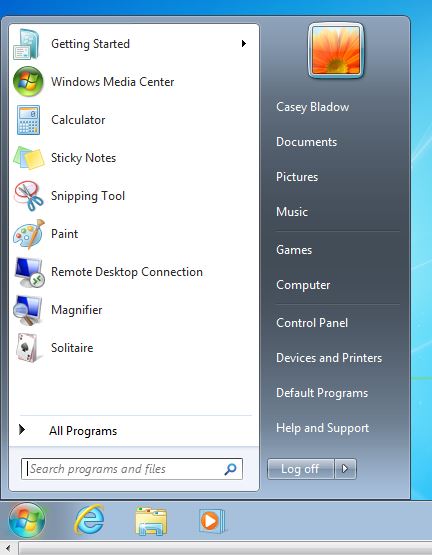 Getting Started
Windows Media Center
Calculator
Sticky Notes
Snipping Tool
Paint
Remote Desktop Connection
Magnifier
Solitaire
All Programs
Search programs and files
Casey Bladow
Documents
Pictures
Music
Games
Computer
Control Panel
Devices and Printers
Default Programs
Help and Support
Log off